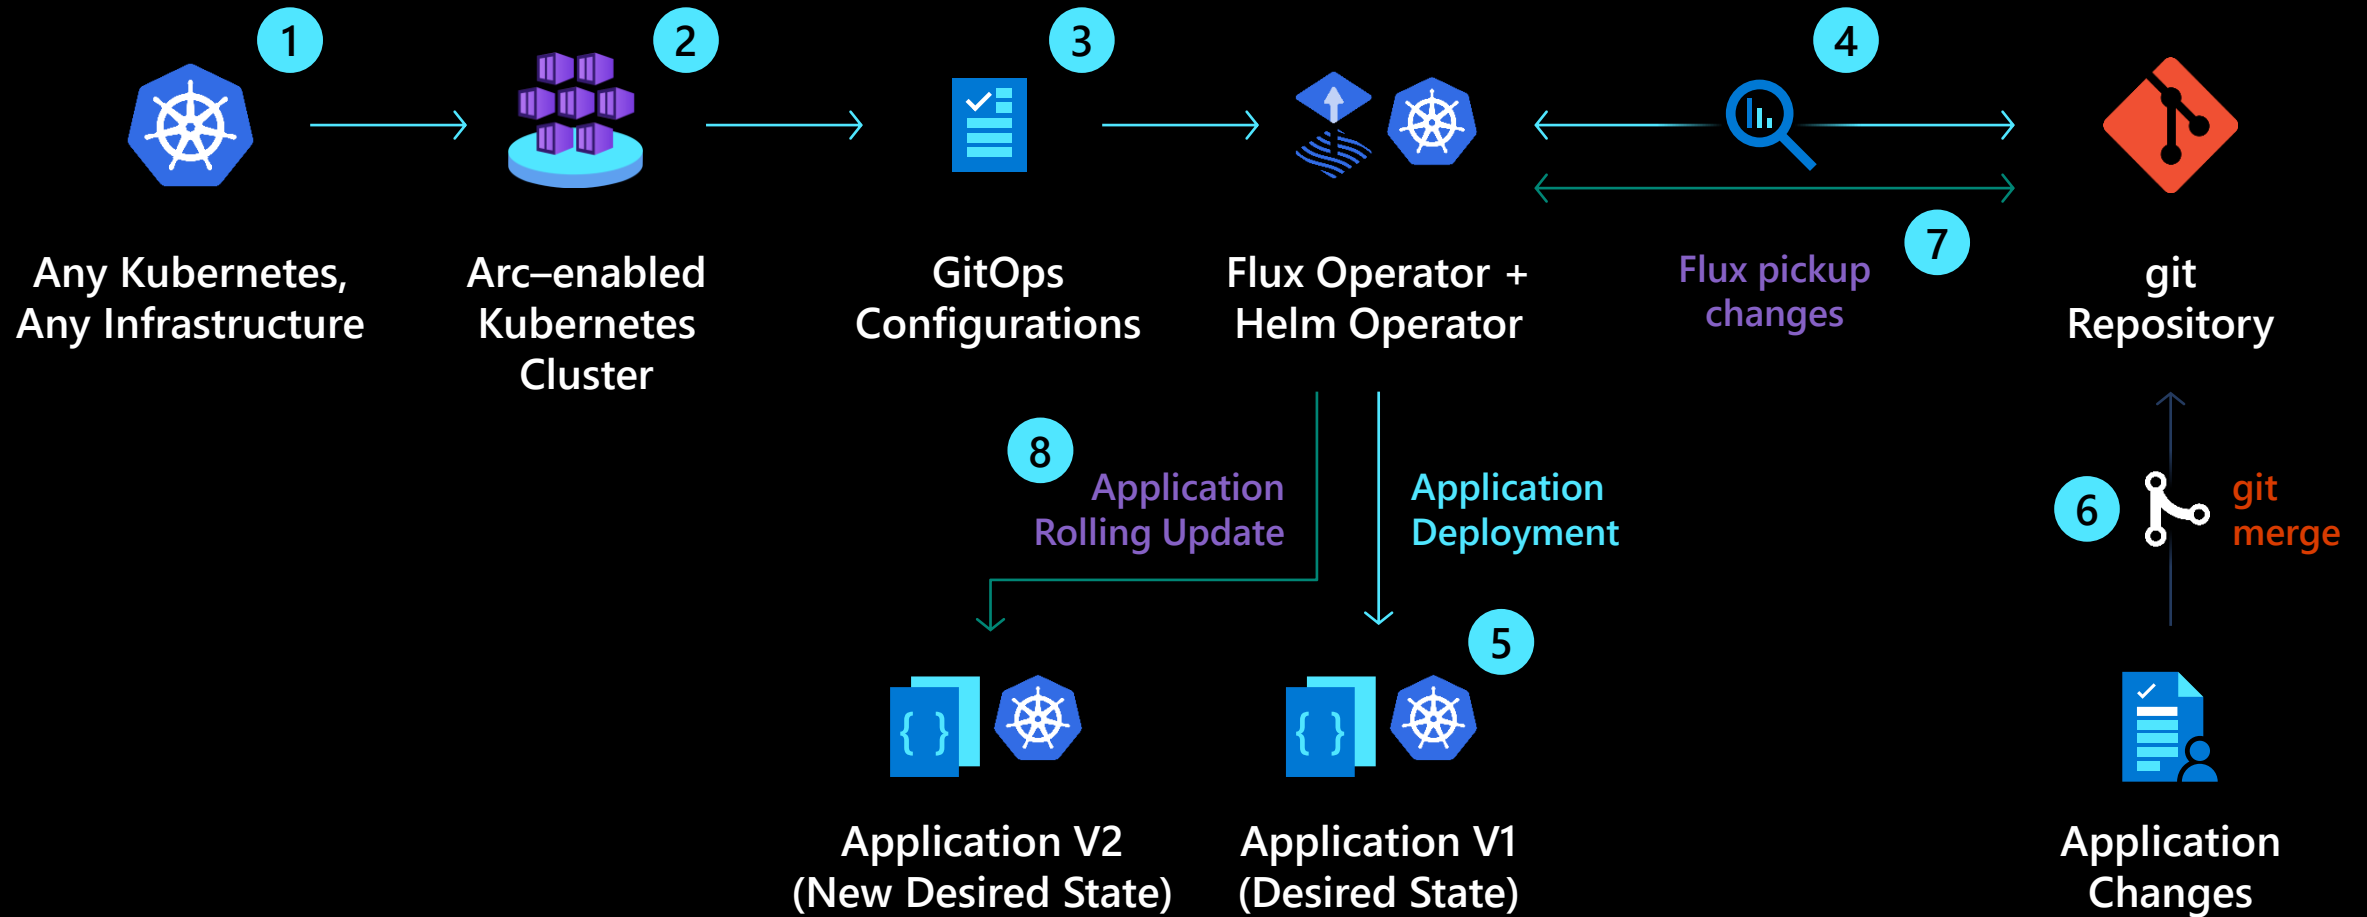 1
2
3
4
Any Kubernetes,
Any Infrastructure
Arc–enabled
Kubernetes
Cluster
GitOps
Configurations
Flux Operator +
Helm Operator
7
Flux pickup
changes
git
Repository
8
Application
Rolling Update
Application
Deployment
6
git
merge
5
{ }
{ }
Application V2
(New Desired State)
Application V1
(Desired State)
Application
Changes